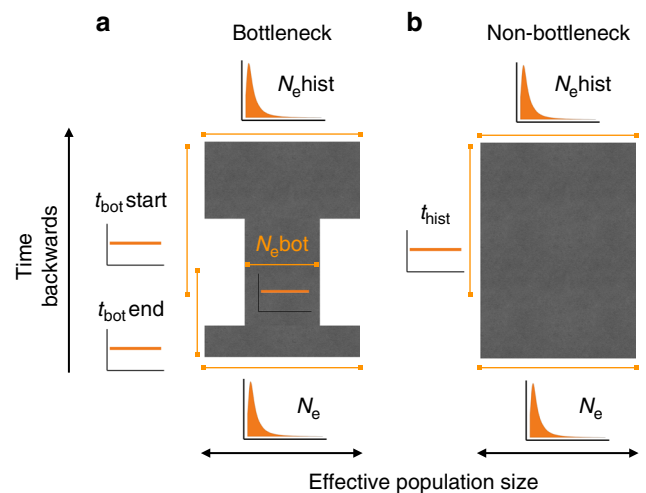 a
Bottleneck
b
Non-bottleneck
Nehist
Nehist
tbot start
thist
Nebot
Time
backwards
tbot end
Ne
Ne
Effective population size